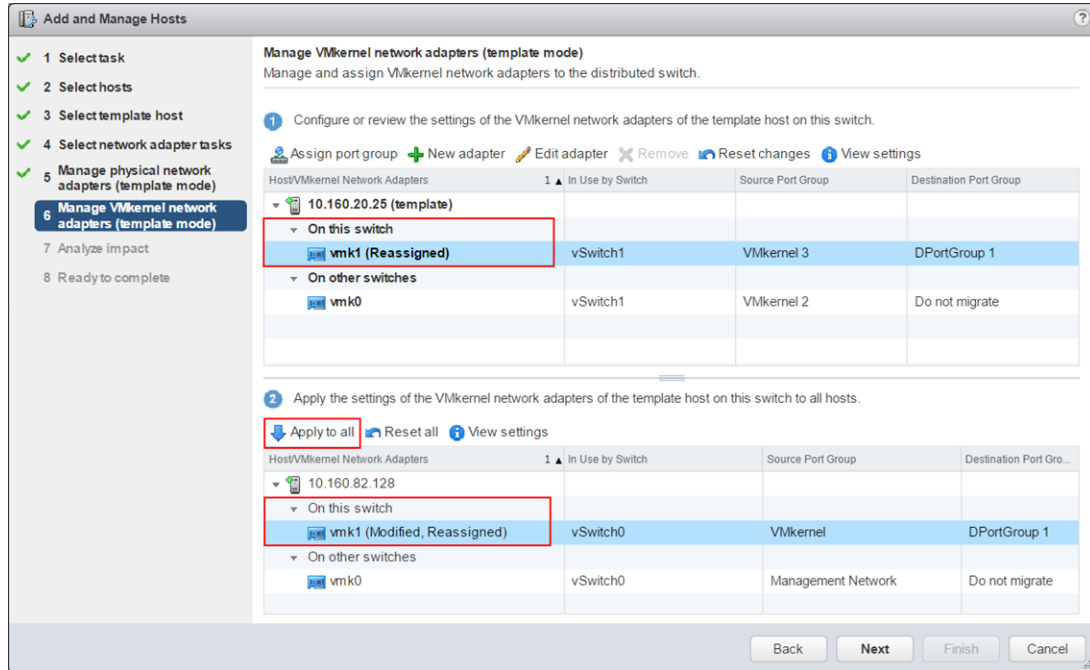 Add and Manage Hosts
?
1 Select task
2 Select hosts
3 Select template host
4 Select network adapter tasks
5 Manage physical network
adapters (template mode)
6 Manage VMkernel network
adapters (template mode)
7 Analyze impact
8 Ready to complete
Manage VMkernel network adapters (template mode)
Manage and assign VMkernel network adapters to the distributed switch.
1 Configure or review the settings of the VMkernel network adapters of the template host on this switch.
Assign port group New adapter Edit adapter Remove Reset changes View settings
Host/VMkernel Network Adapters 1 ▲ In Use by Switch Source Port Group Destination Port Group
10.160.20.25 (template)
On this switch
vmk1 (Reassigned) vSwitch1 VMkernel 3 DPortGroup 1
On other switches
vmk0 vSwitch1 VMkernel 2 Do not migrate
2 Apply the settings of the VMkernel network adapters of the template host on this switch to all hosts.
Apply to all Reset all View settings
Host/VMkernel Network Adapters 1 ▲ In Use by Switch Source Port Group Destination Port Gro...
10.160.82.128
On this switch
vmk1 (Modified, Reassigned) vSwitch0 VMkernel DPortGroup 1
On other switches
vmk0 vSwitch0 Management Network Do not migrate
Back Next Finish Cancel